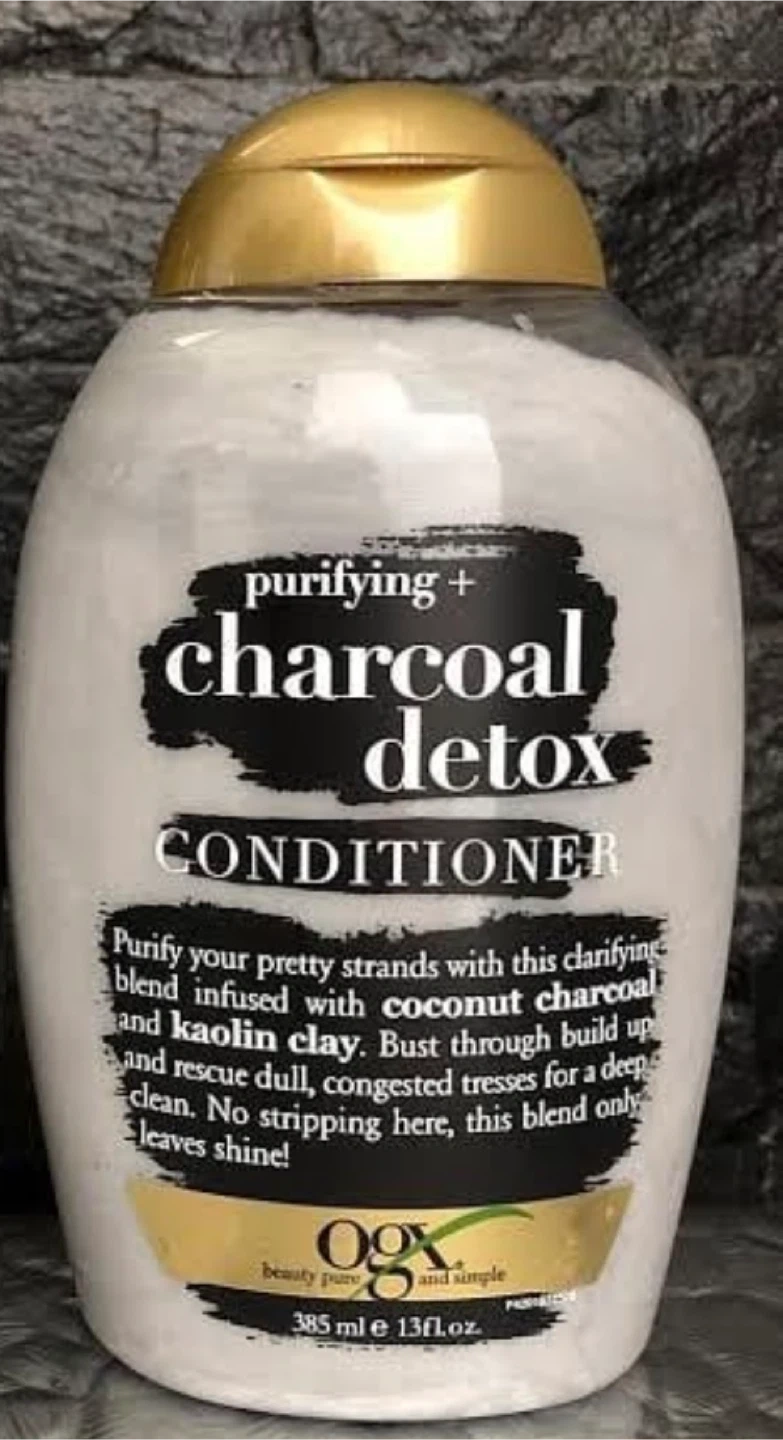 purifying +
charcoal
detox
CONDITIONER
Purify your pretty strands with this clarifying
blend infused with coconut charcoal
and kaolin clay. Bust through build up
and rescue dull, congested tresses for a deep
clean. No stripping here, this blend only
leaves shine!
ogx®
beauty pure and simple
385 ml e 13fl.oz.